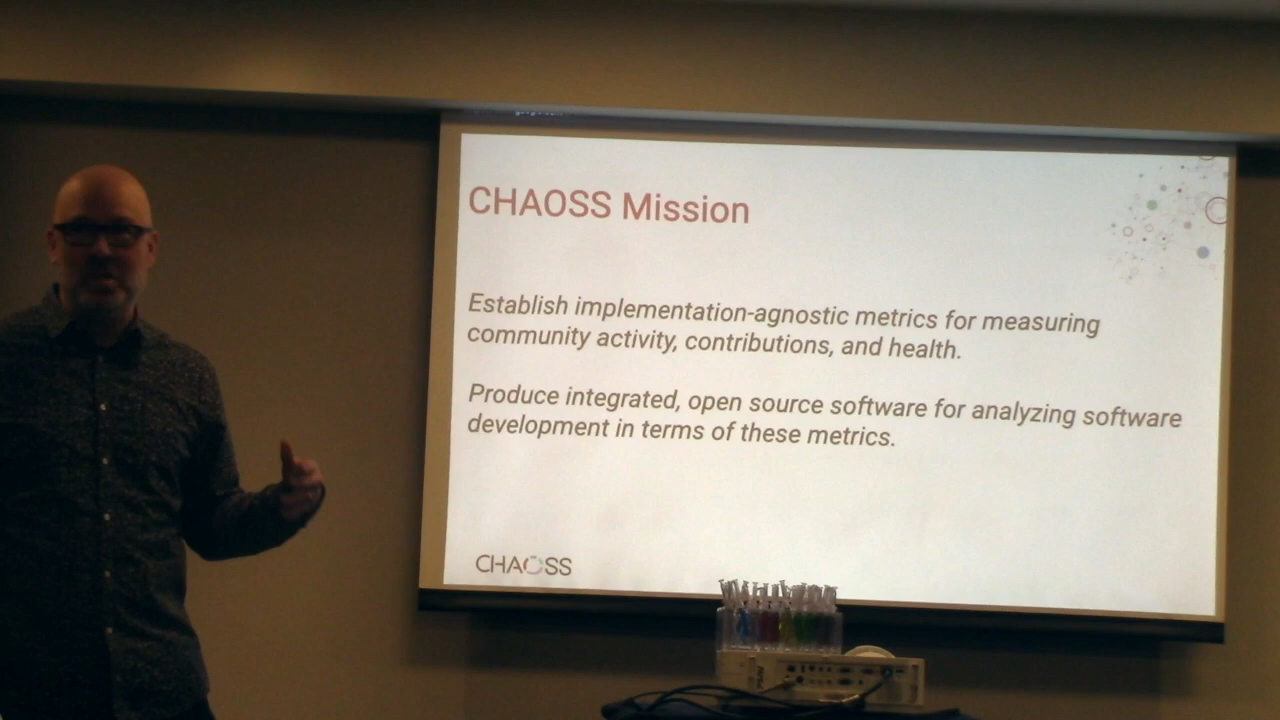 CHAOSS Mission
Establish implementation-agnostic metrics for measuring
community activity, contributions, and health.
Produce integrated, open source software for analyzing software
development in terms of these metrics.
CHAOSS